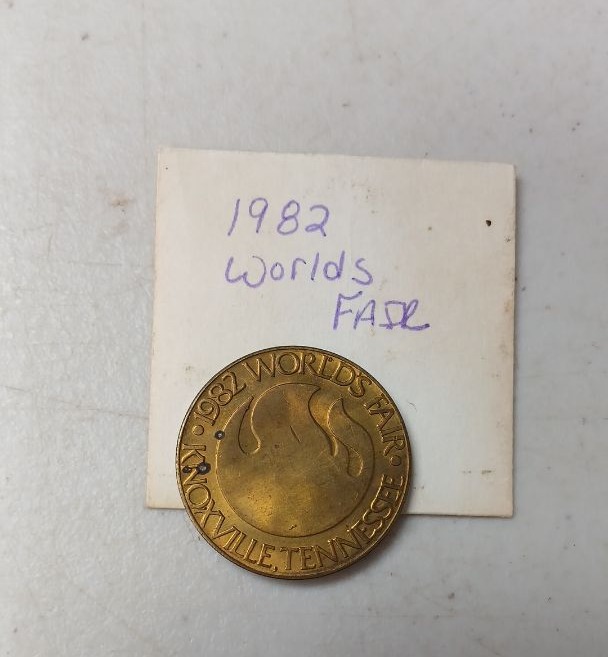 1982
Worlds
FAIR
• 1982 WORLD'S FAIR •
KNOXVILLE, TENNESSEE